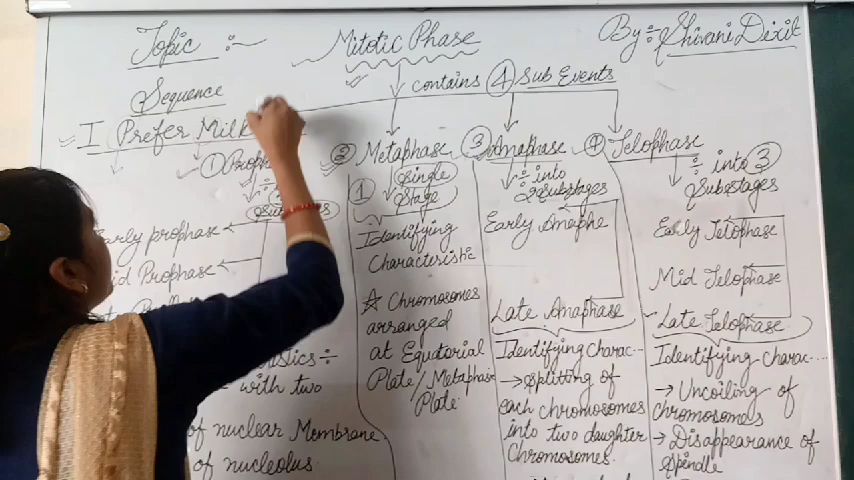 Topic :~
Mitotic Phase
By ÷ Shivani Dixit
contains ④ Sub Events
Sequence
I Prefer Milk
①
② Metaphase
Single
Stage
③ Anaphase
÷ into
2 Substages
④ Telophase
÷ into ③
Substages
Early prophase
Mid Prophase
①
Identifying
Characteristic
☆ Chromosomes
arranged
at Equatorial
Plate/Metaphase
Plate
Early Anaphe
Late Anaphase
Identifying Charac...
→ Splitting of
each chromosomes
into two daughter
Chromosomes.
Early Telophase
Mid Telophase
Late Telophase
Identifying Charac....
→ Uncoiling of
Chromosomes
→ Disappearance of
Spindle
with two
of nuclear Membrane
of nucleolus